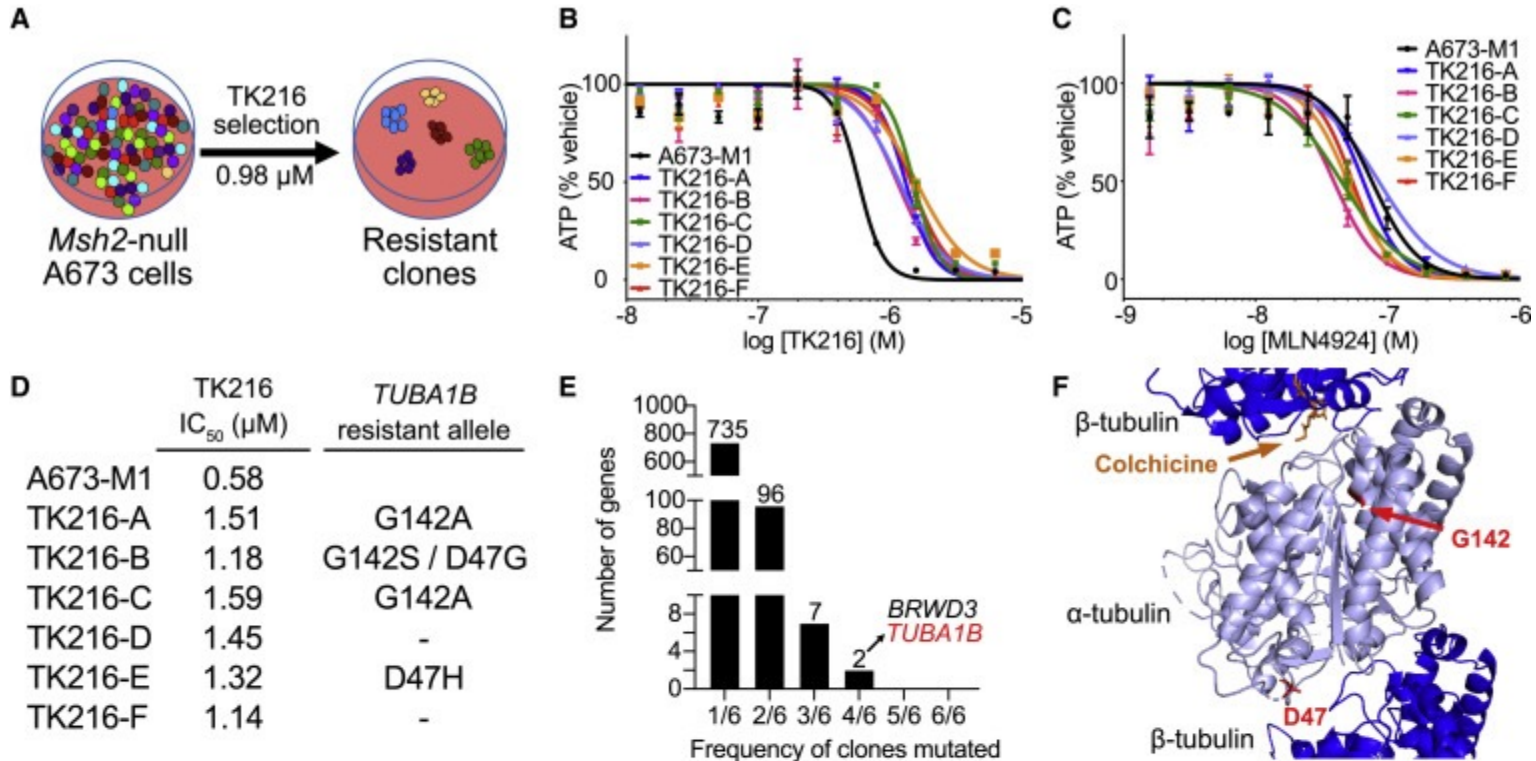 A
TK216
selection
0.98 μM
Msh2-null
A673 cells
Resistant
clones
B
ATP (% vehicle)
100
50
0
A673-M1
TK216-A
TK216-B
TK216-C
TK216-D
TK216-E
TK216-F
-8
-7
-6
-5
log [TK216] (M)
C
ATP (% vehicle)
100
50
0
A673-M1
TK216-A
TK216-B
TK216-C
TK216-D
TK216-E
TK216-F
-9
-8
-7
-6
log [MLN4924] (M)
D
TK216 TUBA1B
IC50 (μM) resistant allele
A673-M1 0.58
TK216-A 1.51 G142A
TK216-B 1.18 G142S / D47G
TK216-C 1.59 G142A
TK216-D 1.45 -
TK216-E 1.32 D47H
TK216-F 1.14 -
E
Number of genes
1000
800
600
100
80
60
8
4
0
735
96
7
2
BRWD3
TUBA1B
1/6 2/6 3/6 4/6 5/6 6/6
Frequency of clones mutated
F
β-tubulin
Colchicine
G142
α-tubulin
D47
β-tubulin